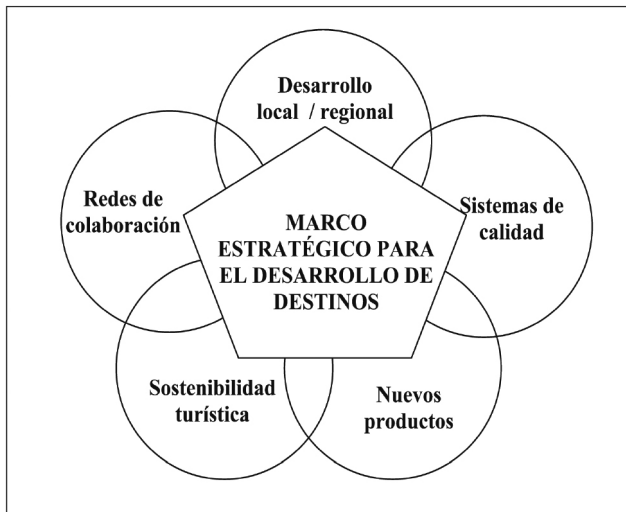 Desarrollo
local / regional
Redes de
colaboración
Sistemas de
calidad
MARCO
ESTRATÉGICO PARA
EL DESARROLLO DE
DESTINOS
Sostenibilidad
turística
Nuevos
productos